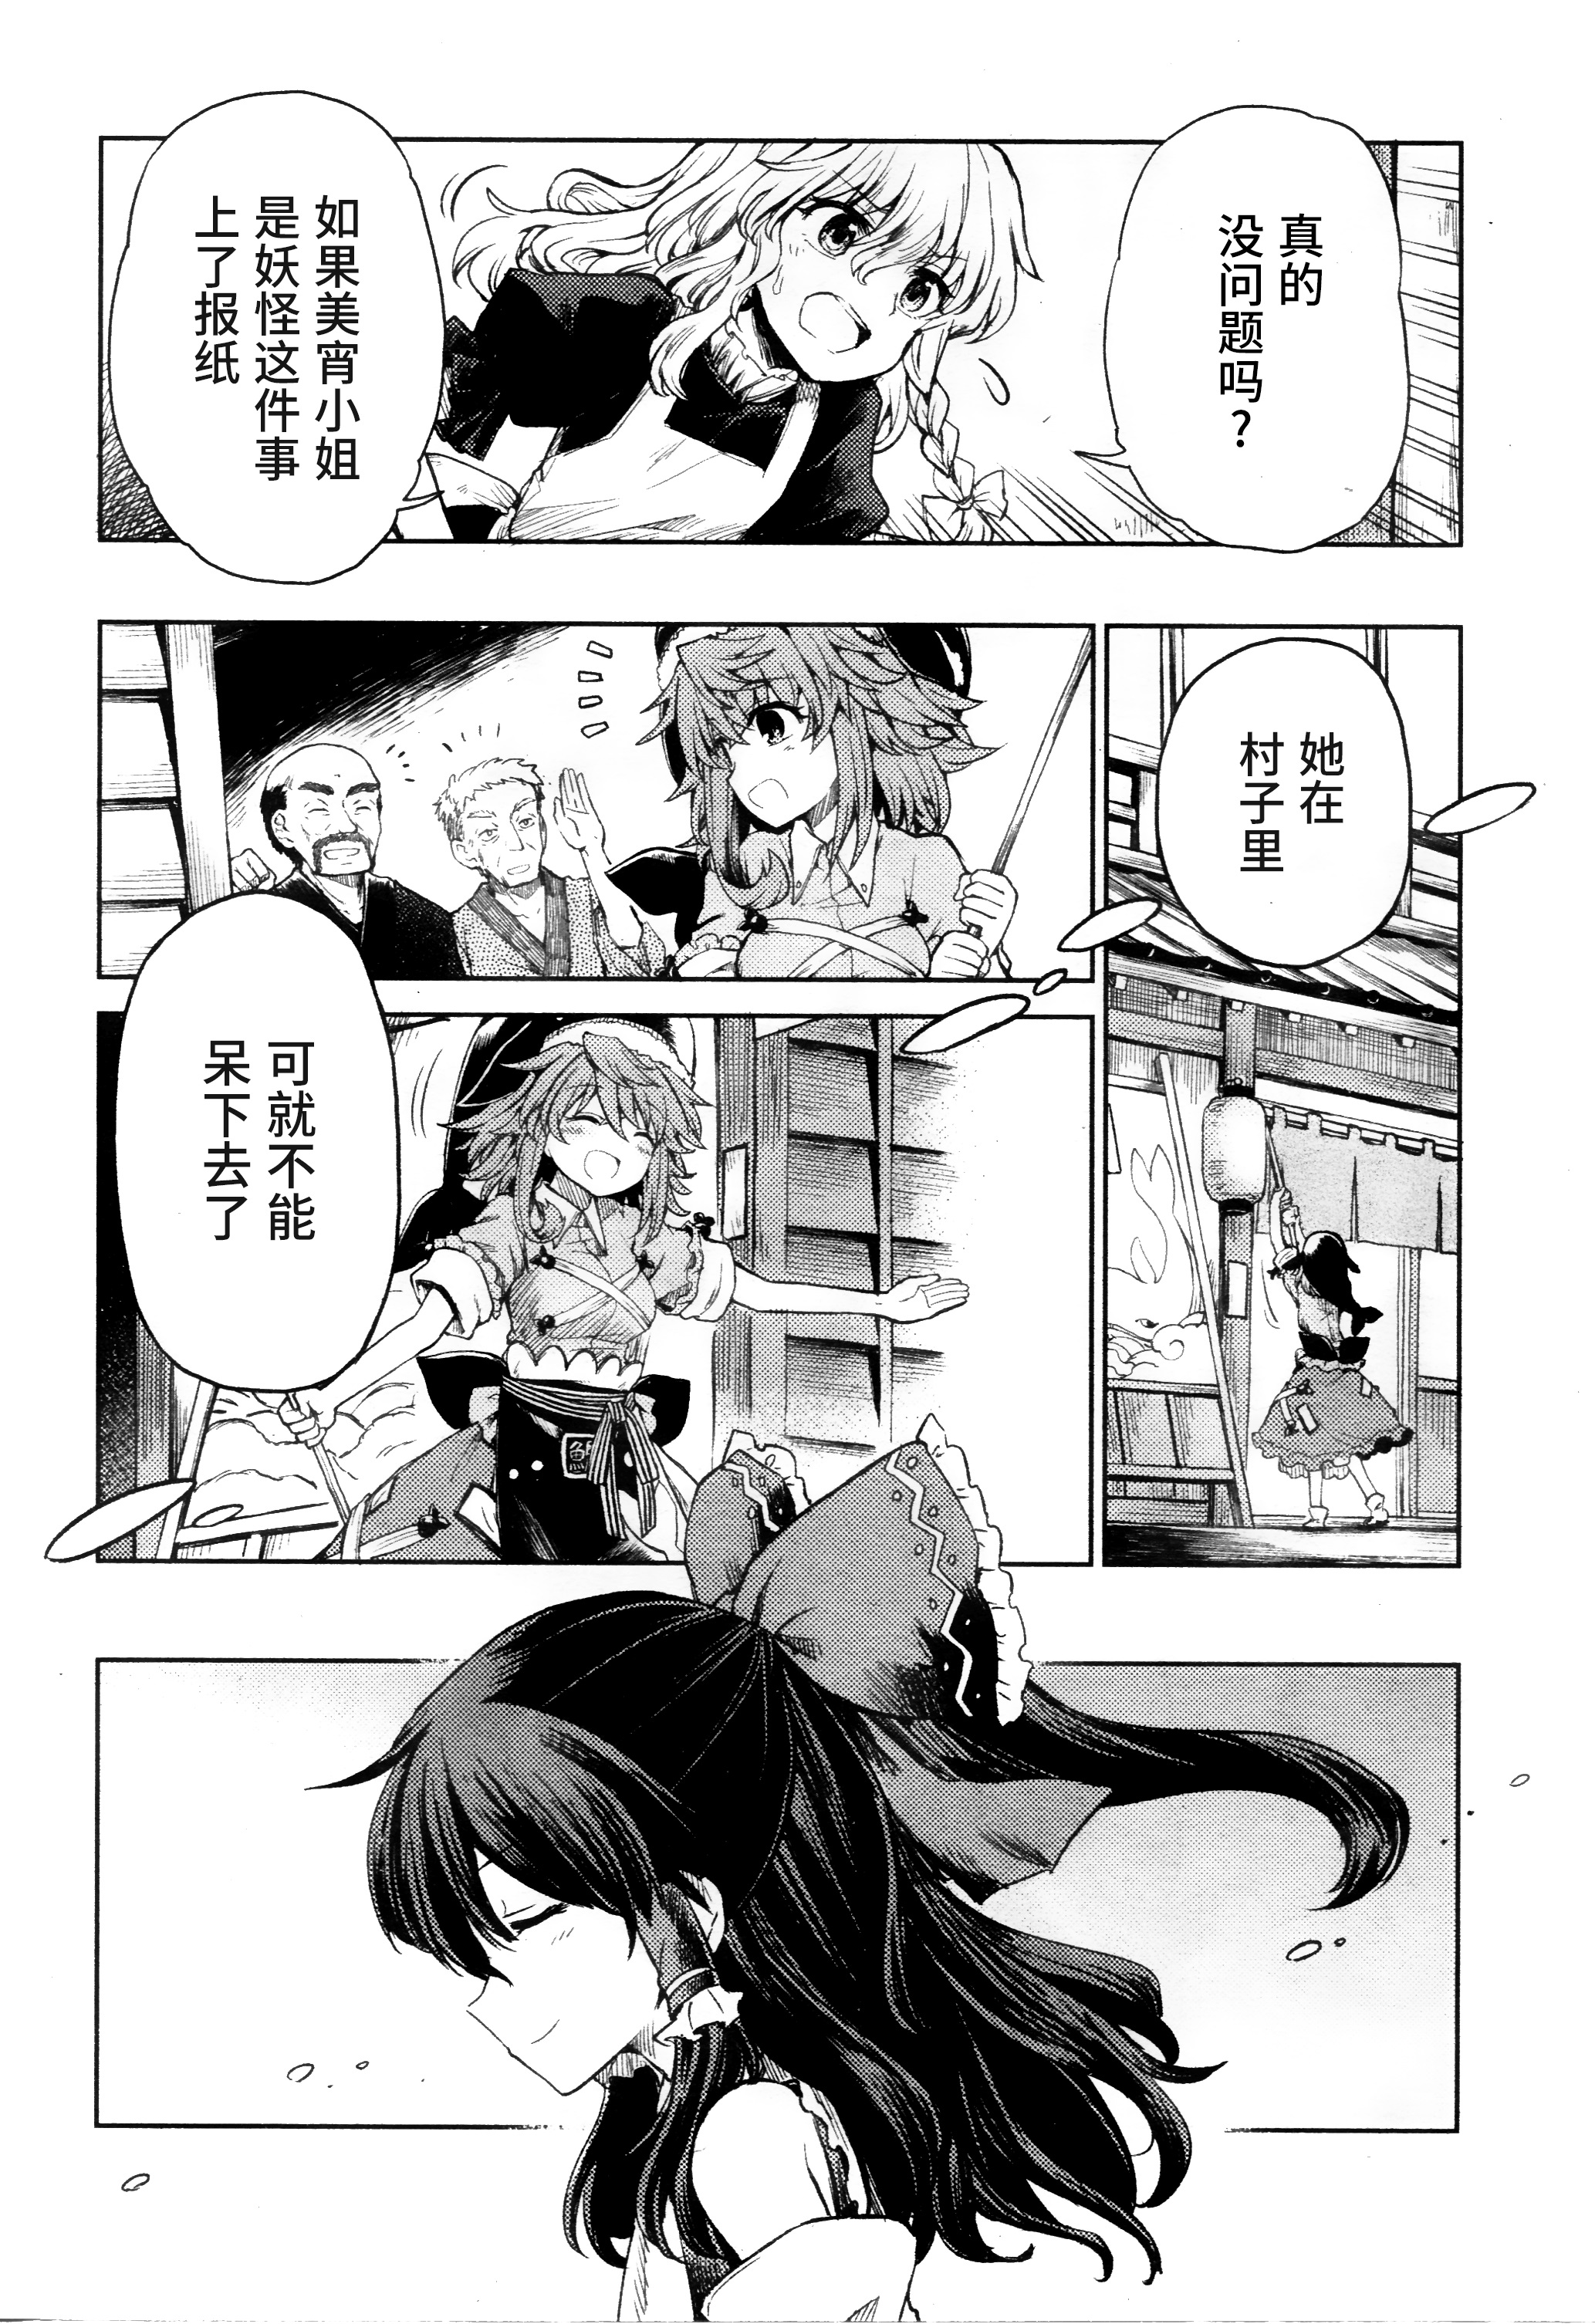 真的
没问题吗?
如果美宵小姐
是妖怪这件事
上了报纸
她在
村子里
可就不能
呆下去了